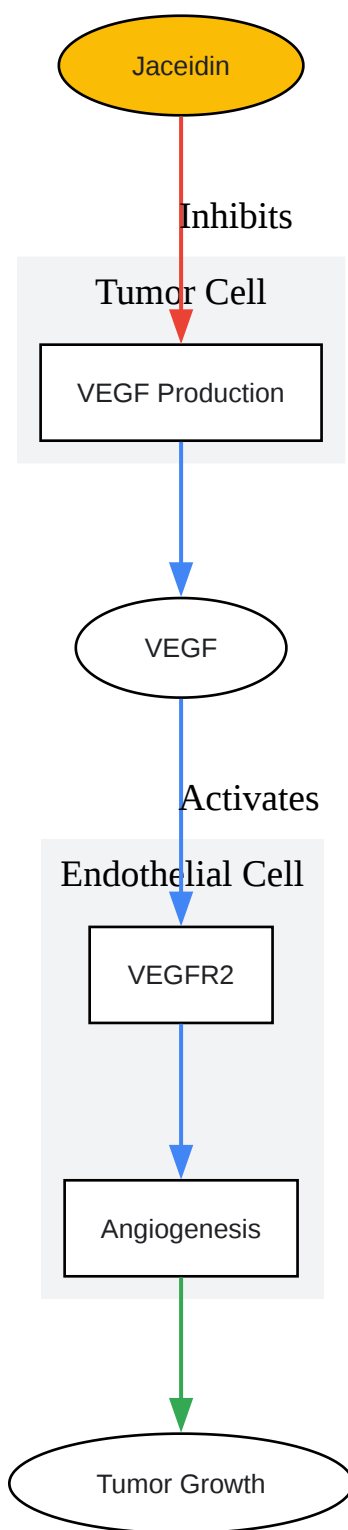 Jaceidin
Inhibits
Tumor Cell
VEGF Production
VEGF
Activates
Endothelial Cell
VEGFR2
Angiogenesis
Tumor Growth